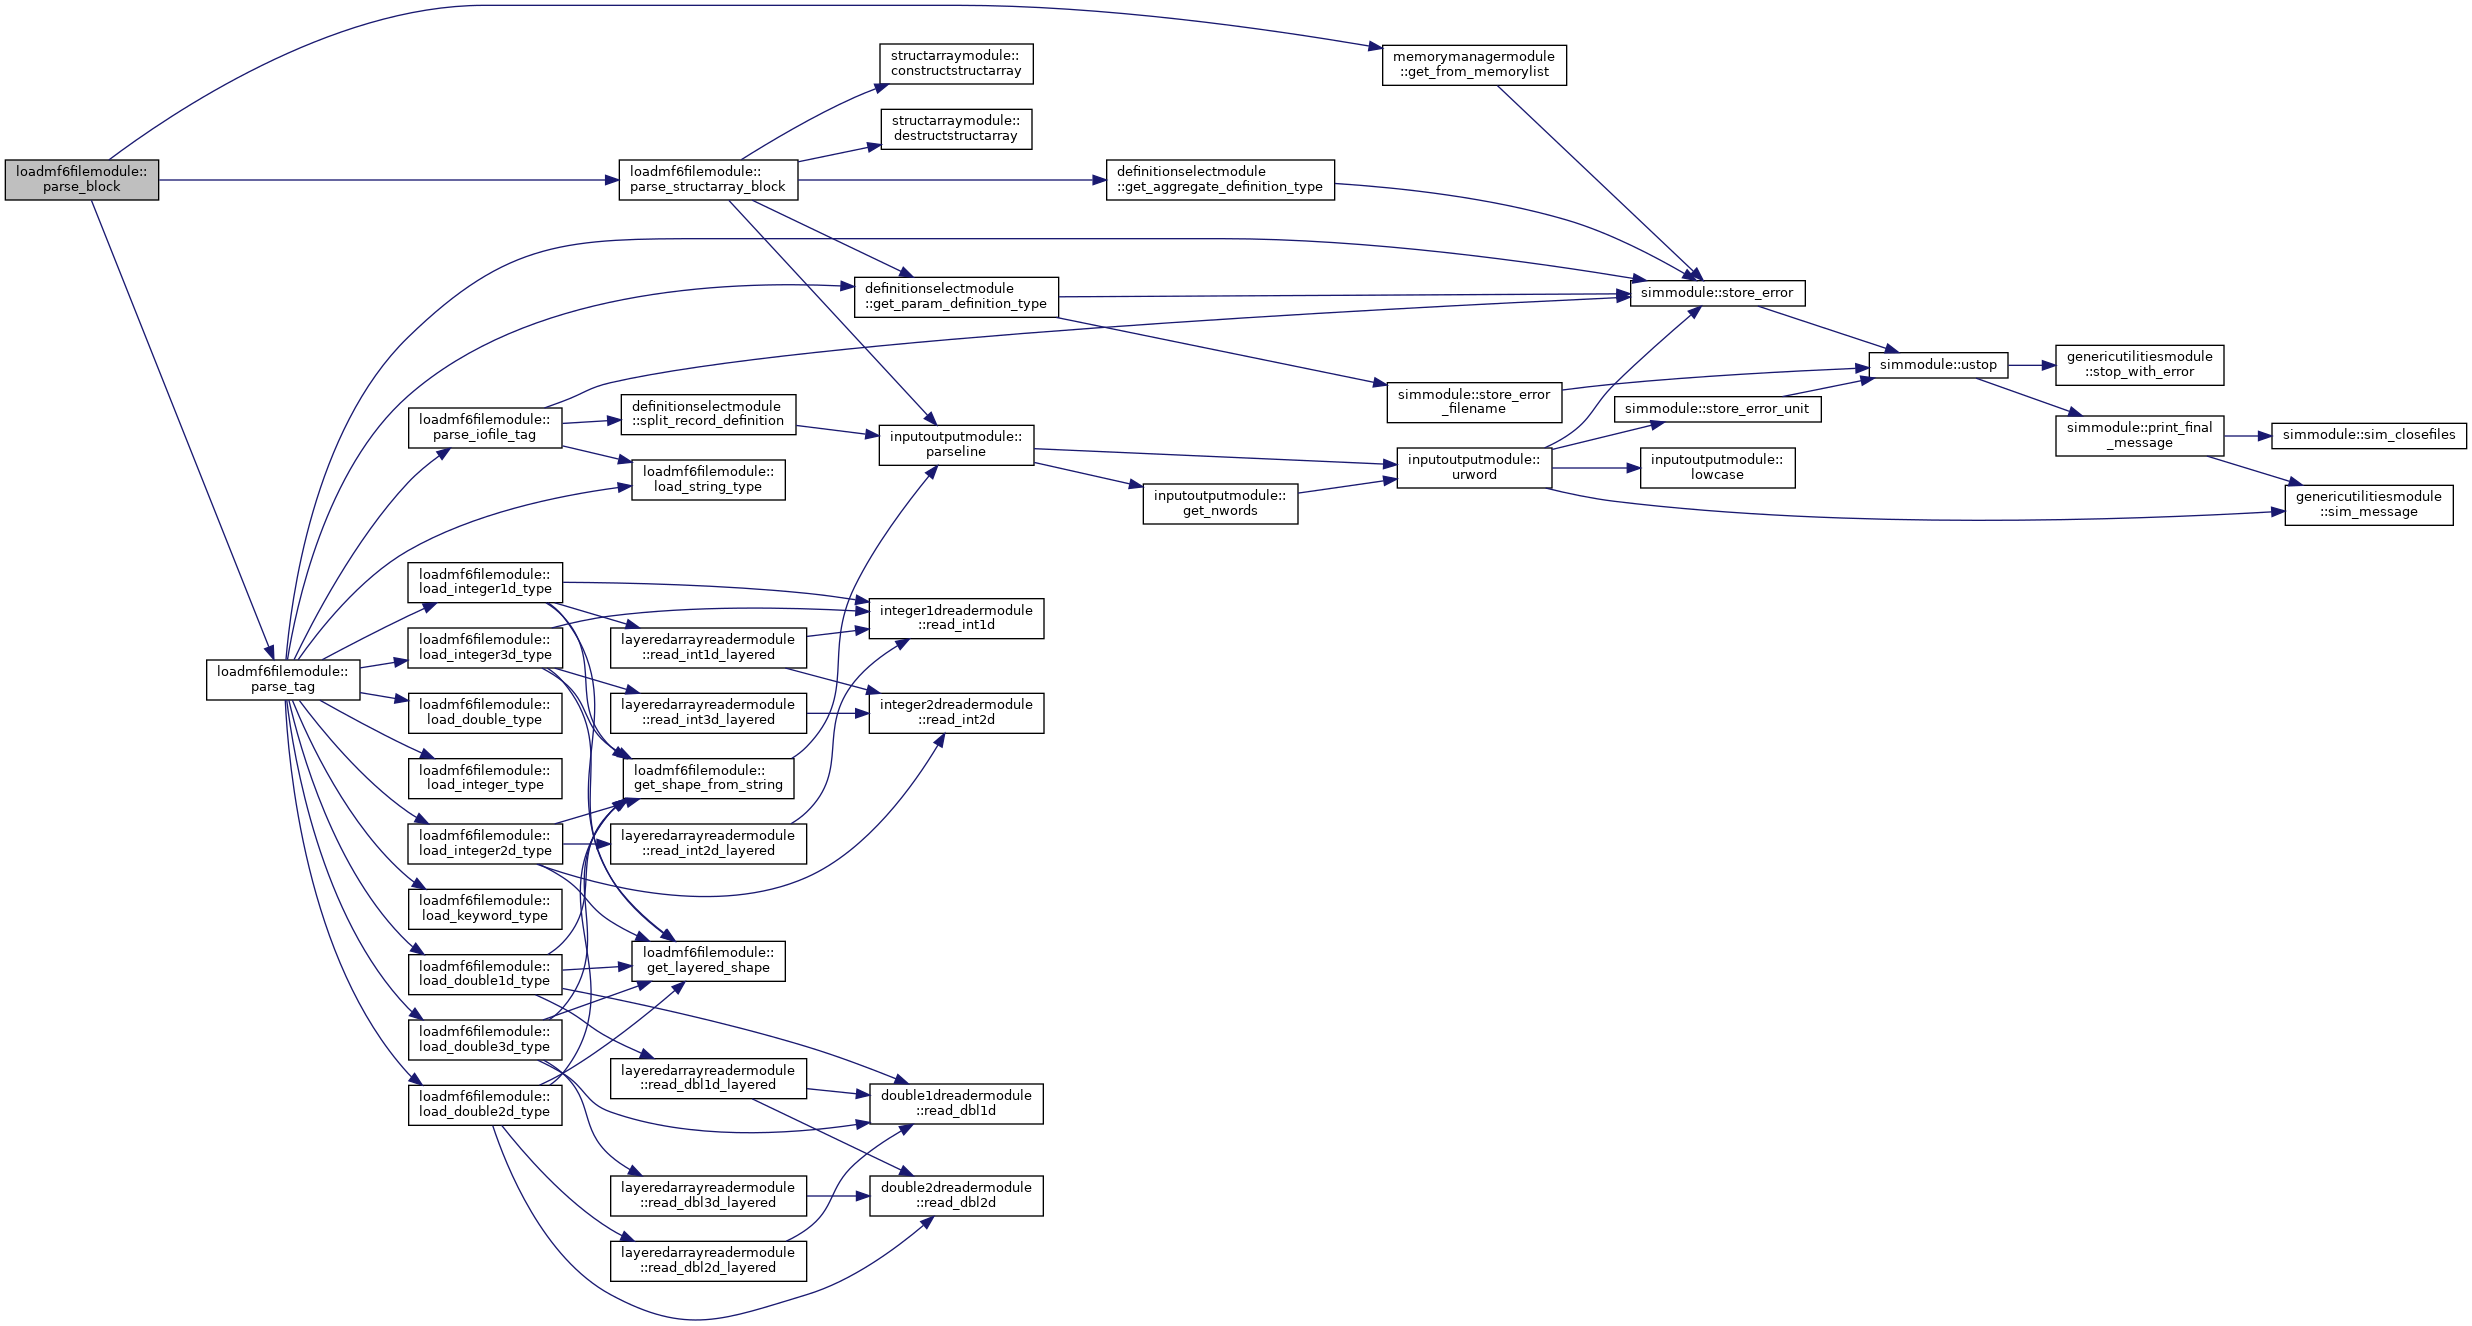 loadmf6filemodule::
parse_block
memorymanagermodule
::get_from_memorylist
structarraymodule::
constructstructarray
structarraymodule::
destructstructarray
loadmf6filemodule::
parse_structarray_block
definitionselectmodule
::get_aggregate_definition_type
definitionselectmodule
::get_param_definition_type
simmodule::store_error
simmodule::ustop
genericutilitiesmodule
::stop_with_error
simmodule::store_error
_filename
simmodule::store_error_unit
simmodule::print_final
_message
simmodule::sim_closefiles
genericutilitiesmodule
::sim_message
loadmf6filemodule::
parse_iofile_tag
definitionselectmodule
::split_record_definition
loadmf6filemodule::
load_string_type
inputoutputmodule::
parseline
inputoutputmodule::
get_nwords
inputoutputmodule::
urword
inputoutputmodule::
lowcase
loadmf6filemodule::
parse_tag
loadmf6filemodule::
load_integer1d_type
loadmf6filemodule::
load_integer3d_type
loadmf6filemodule::
load_double_type
loadmf6filemodule::
load_integer_type
loadmf6filemodule::
load_integer2d_type
loadmf6filemodule::
load_keyword_type
loadmf6filemodule::
load_double1d_type
loadmf6filemodule::
load_double3d_type
loadmf6filemodule::
load_double2d_type
layeredarrayreadermodule
::read_int1d_layered
layeredarrayreadermodule
::read_int3d_layered
loadmf6filemodule::
get_shape_from_string
layeredarrayreadermodule
::read_int2d_layered
loadmf6filemodule::
get_layered_shape
layeredarrayreadermodule
::read_dbl1d_layered
layeredarrayreadermodule
::read_dbl3d_layered
layeredarrayreadermodule
::read_dbl2d_layered
integer1dreadermodule
::read_int1d
integer2dreadermodule
::read_int2d
double1dreadermodule
::read_dbl1d
double2dreadermodule
::read_dbl2d